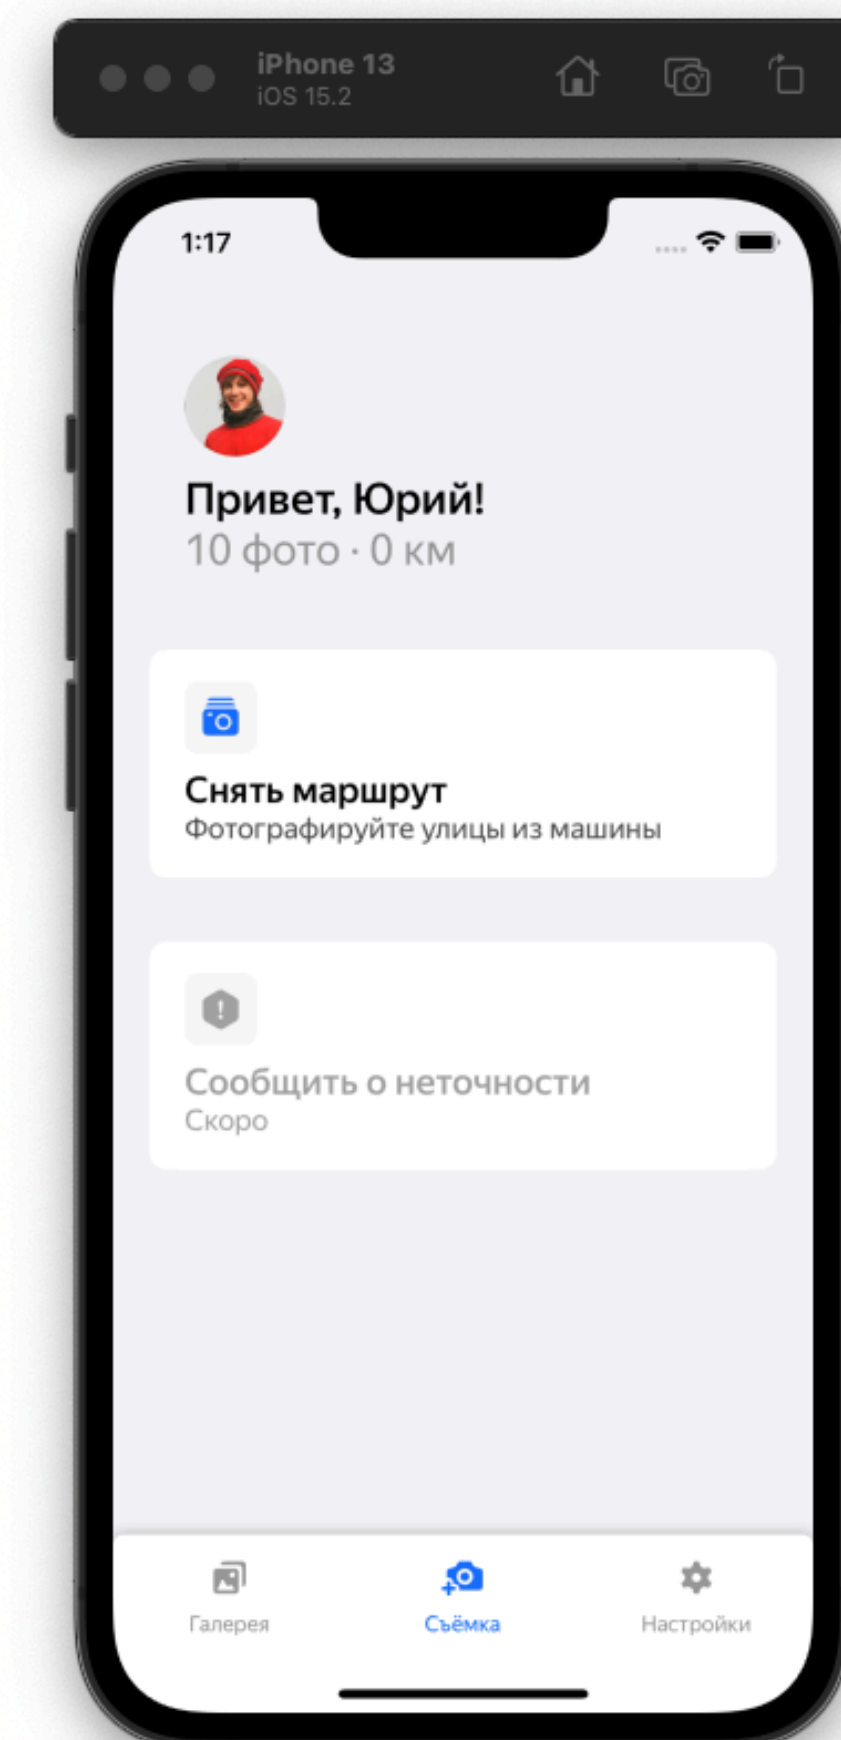 iPhone 13
iOS 15.2
1:17
Привет, Юрий!
10 фото · 0 км
Снять маршрут
Фотографируйте улицы из машины
Сообщить о неточности
Скоро
Галерея
Съёмка
Настройки